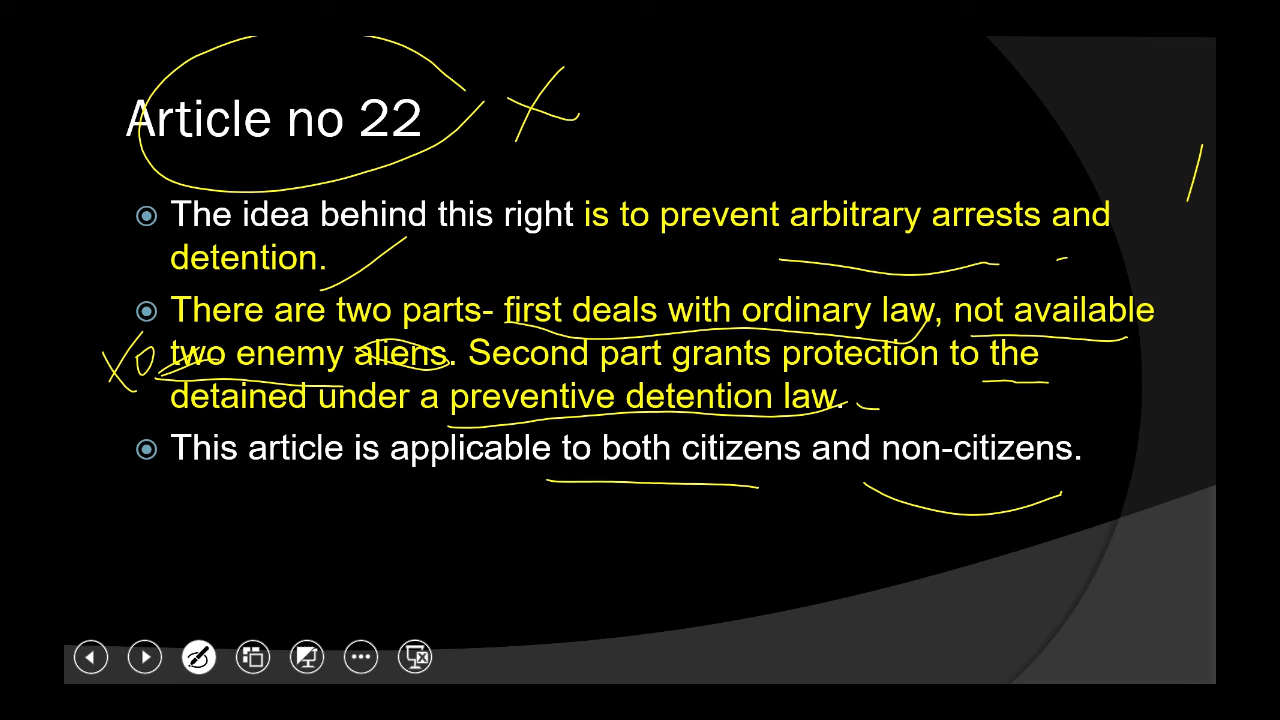 Article no 22
The idea behind this right is to prevent arbitrary arrests and
detention.
There are two parts- first deals with ordinary law, not available
two enemy aliens. Second part grants protection to the
detained under a preventive detention law.
This article is applicable to both citizens and non-citizens.